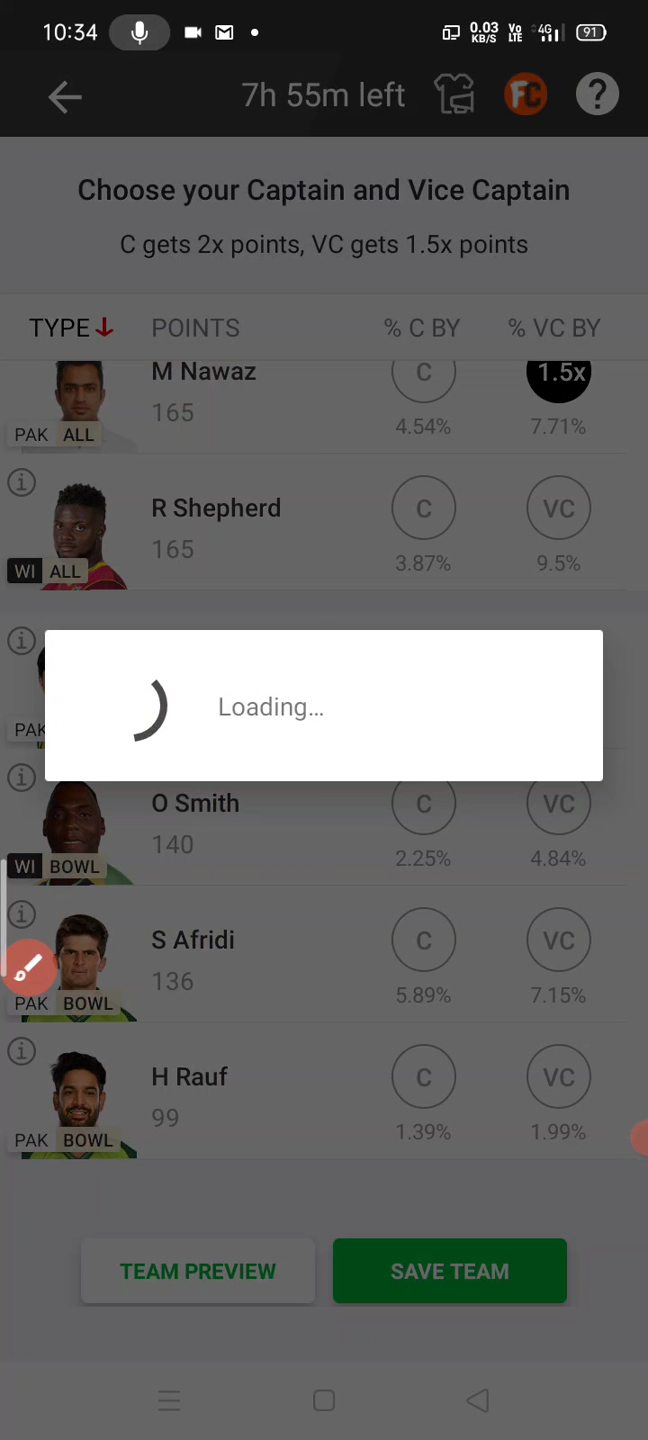 10:34 0.03 KB/S Vo LTE 4G 91
7h 55m left FC ?
Choose your Captain and Vice Captain
C gets 2x points, VC gets 1.5x points
TYPE POINTS % C BY % VC BY
M Nawaz C 1.5x
165
PAK ALL 4.54% 7.71%
R Shepherd C VC
165
WI ALL 3.87% 9.5%
Loading...
PAK
O Smith C VC
140
WI BOWL 2.25% 4.84%
S Afridi C VC
136
PAK BOWL 5.89% 7.15%
H Rauf C VC
99
PAK BOWL 1.39% 1.99%
TEAM PREVIEW SAVE TEAM